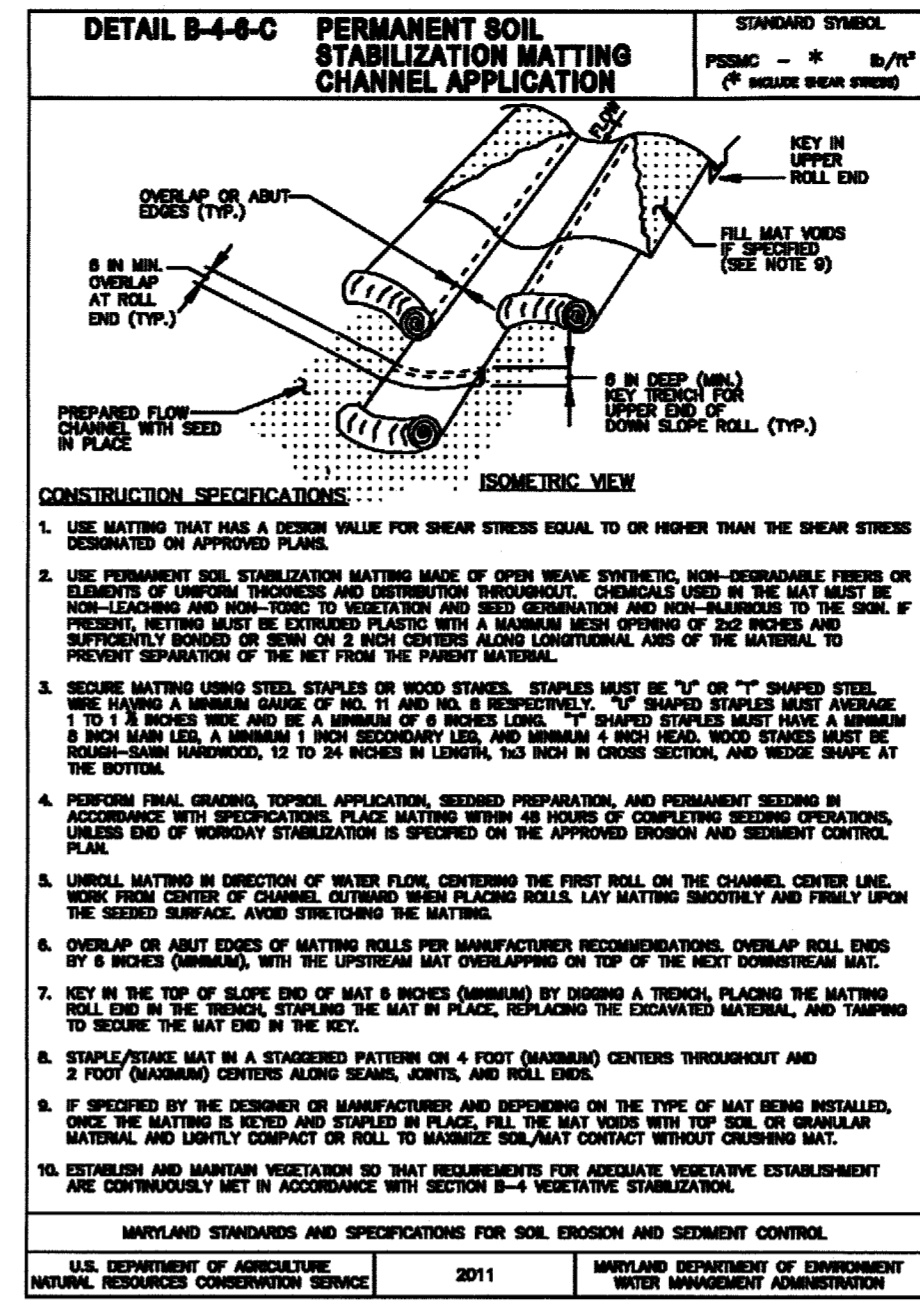 DETAIL B-4-6-C
PERMANENT SOIL
STABILIZATION MATTING
CHANNEL APPLICATION
STANDARD SYMBOL
PSSMC - * lb/ft²
(* INCLUDE SHEAR STRESS)
FLOW
KEY IN
UPPER
ROLL END
OVERLAP OR ABUT
EDGES (TYP.)
FILL MAT VOIDS
IF SPECIFIED
(SEE NOTE 9)
6 IN MIN.
OVERLAP
AT ROLL
END (TYP.)
6 IN DEEP (MIN.)
KEY TRENCH FOR
UPPER END OF
DOWN SLOPE ROLL (TYP.)
PREPARED FLOW
CHANNEL WITH SEED
IN PLACE
ISOMETRIC VIEW
CONSTRUCTION SPECIFICATIONS:
1. USE MATTING THAT HAS A DESIGN VALUE FOR SHEAR STRESS EQUAL TO OR HIGHER THAN THE SHEAR STRESS
DESIGNATED ON APPROVED PLANS.
2. USE PERMANENT SOIL STABILIZATION MATTING MADE OF OPEN WEAVE SYNTHETIC, NON-DEGRADABLE FIBERS OR
ELEMENTS OF UNIFORM THICKNESS AND DISTRIBUTION THROUGHOUT. CHEMICALS USED IN THE MAT MUST BE
NON-LEACHING AND NON-TOXIC TO VEGETATION AND SEED GERMINATION AND NON-INJURIOUS TO THE SKIN. IF
PRESENT, NETTING MUST BE EXTRUDED PLASTIC WITH A MAXIMUM MESH OPENING OF 2x2 INCHES AND
SUFFICIENTLY BONDED OR SEWN ON 2 INCH CENTERS ALONG LONGITUDINAL AXIS OF THE MATERIAL TO
PREVENT SEPARATION OF THE NET FROM THE PARENT MATERIAL.
3. SECURE MATTING USING STEEL STAPLES OR WOOD STAKES. STAPLES MUST BE "U" OR "T" SHAPED STEEL
WIRE HAVING A MINIMUM GAUGE OF NO. 11 AND NO. 8 RESPECTIVELY. "U" SHAPED STAPLES MUST AVERAGE
1 TO 1 ½ INCHES WIDE AND BE A MINIMUM OF 6 INCHES LONG. "T" SHAPED STAPLES MUST HAVE A MINIMUM
8 INCH MAIN LEG, A MINIMUM 1 INCH SECONDARY LEG, AND MINIMUM 4 INCH HEAD. WOOD STAKES MUST BE
ROUGH-SAWN HARDWOOD, 12 TO 24 INCHES IN LENGTH, 1x3 INCH IN CROSS SECTION, AND WEDGE SHAPE AT
THE BOTTOM.
4. PERFORM FINAL GRADING, TOPSOIL APPLICATION, SEEDBED PREPARATION, AND PERMANENT SEEDING IN
ACCORDANCE WITH SPECIFICATIONS. PLACE MATTING WITHIN 48 HOURS OF COMPLETING SEEDING OPERATIONS,
UNLESS END OF WORKDAY STABILIZATION IS SPECIFIED ON THE APPROVED EROSION AND SEDIMENT CONTROL
PLAN.
5. UNROLL MATTING IN DIRECTION OF WATER FLOW, CENTERING THE FIRST ROLL ON THE CHANNEL CENTER LINE.
WORK FROM CENTER OF CHANNEL OUTWARD WHEN PLACING ROLLS. LAY MATTING SMOOTHLY AND FIRMLY UPON
THE SEEDED SURFACE. AVOID STRETCHING THE MATTING.
6. OVERLAP OR ABUT EDGES OF MATTING ROLLS PER MANUFACTURER RECOMMENDATIONS. OVERLAP ROLL ENDS
BY 6 INCHES (MINIMUM), WITH THE UPSTREAM MAT OVERLAPPING ON TOP OF THE NEXT DOWNSTREAM MAT.
7. KEY IN THE TOP OF SLOPE END OF MAT 6 INCHES (MINIMUM) BY DIGGING A TRENCH, PLACING THE MATTING
ROLL END IN THE TRENCH, STAPLING THE MAT IN PLACE, REPLACING THE EXCAVATED MATERIAL, AND TAMPING
TO SECURE THE MAT END IN THE KEY.
8. STAPLE/STAKE MAT IN A STAGGERED PATTERN ON 4 FOOT (MAXIMUM) CENTERS THROUGHOUT AND
2 FOOT (MAXIMUM) CENTERS ALONG SEAMS, JOINTS, AND ROLL ENDS.
9. IF SPECIFIED BY THE DESIGNER OR MANUFACTURER AND DEPENDING ON THE TYPE OF MAT BEING INSTALLED,
ONCE THE MATTING IS KEYED AND STAPLED IN PLACE, FILL THE MAT VOIDS WITH TOP SOIL OR GRANULAR
MATERIAL AND LIGHTLY COMPACT OR ROLL TO MAXIMIZE SOIL/MAT CONTACT WITHOUT CRUSHING MAT.
10. ESTABLISH AND MAINTAIN VEGETATION SO THAT REQUIREMENTS FOR ADEQUATE VEGETATIVE ESTABLISHMENT
ARE CONTINUOUSLY MET IN ACCORDANCE WITH SECTION B-4 VEGETATIVE STABILIZATION.
MARYLAND STANDARDS AND SPECIFICATIONS FOR SOIL EROSION AND SEDIMENT CONTROL
U.S. DEPARTMENT OF AGRICULTURE
NATURAL RESOURCES CONSERVATION SERVICE
2011
MARYLAND DEPARTMENT OF ENVIRONMENT
WATER MANAGEMENT ADMINISTRATION